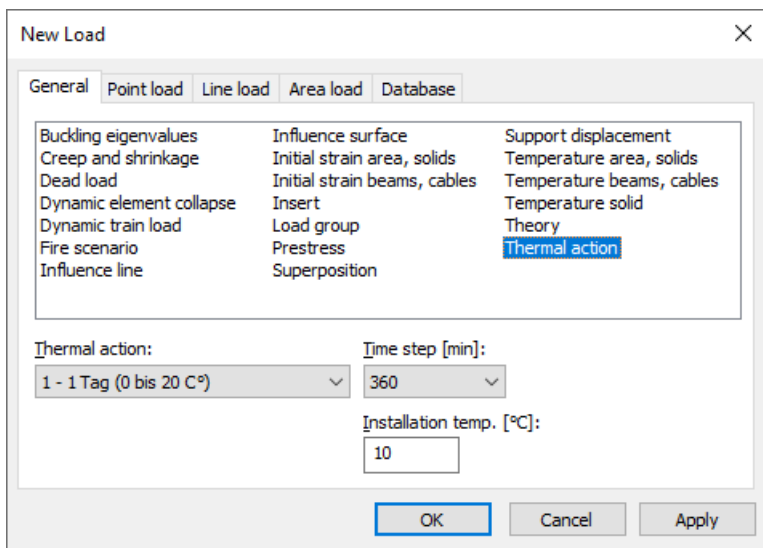 New Load
General Point load Line load Area load Database
Buckling eigenvalues
Creep and shrinkage
Dead load
Dynamic element collapse
Dynamic train load
Fire scenario
Influence line
Influence surface
Initial strain area, solids
Initial strain beams, cables
Insert
Load group
Prestress
Superposition
Support displacement
Temperature area, solids
Temperature beams, cables
Temperature solid
Theory
Thermal action
Thermal action:
1 - 1 Tag (0 bis 20 C°)
Time step [min]:
360
Installation temp. [°C]:
10
OK Cancel Apply